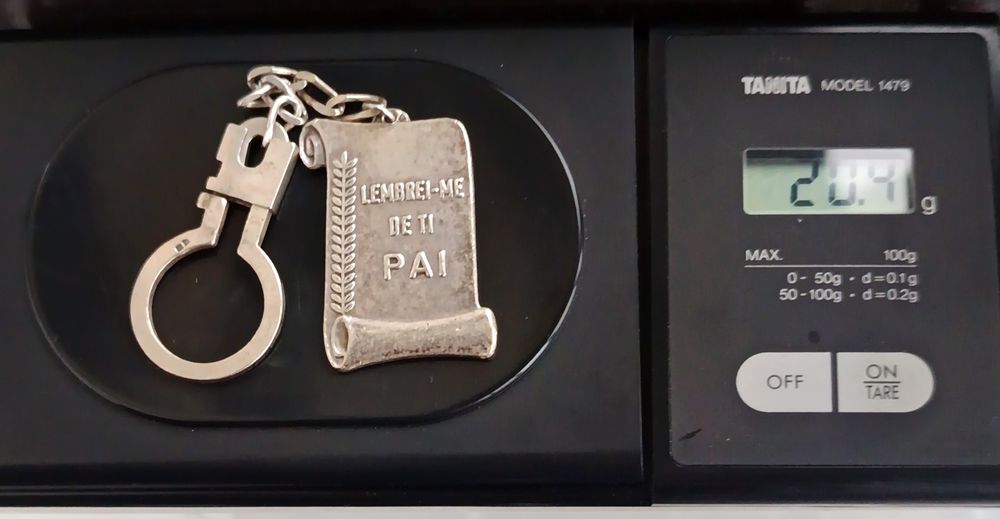 LEMBREI-ME
DE TI
PAI
TANITA MODEL 1479
20.4 g
MAX. 100g
0 - 50g · d=0.1g
50-100g · d=0.2g
OFF
ON
TARE